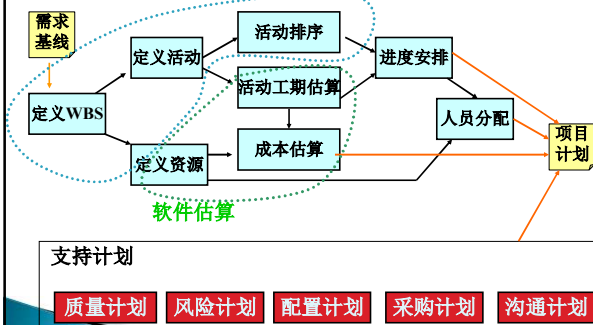 需求
基线
活动排序
定义活动
进度安排
活动工期估算
定义WBS
人员分配
项目
计划
成本估算
定义资源
软件估算
支持计划
质量计划
风险计划
配置计划
采购计划
沟通计划